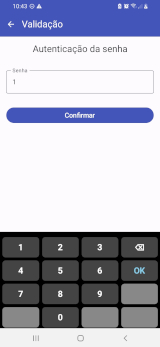 10:43
Validação
Autenticação da senha
Senha
1
Confirmar
1 2 3
4 5 6 OK
7 8 9
0